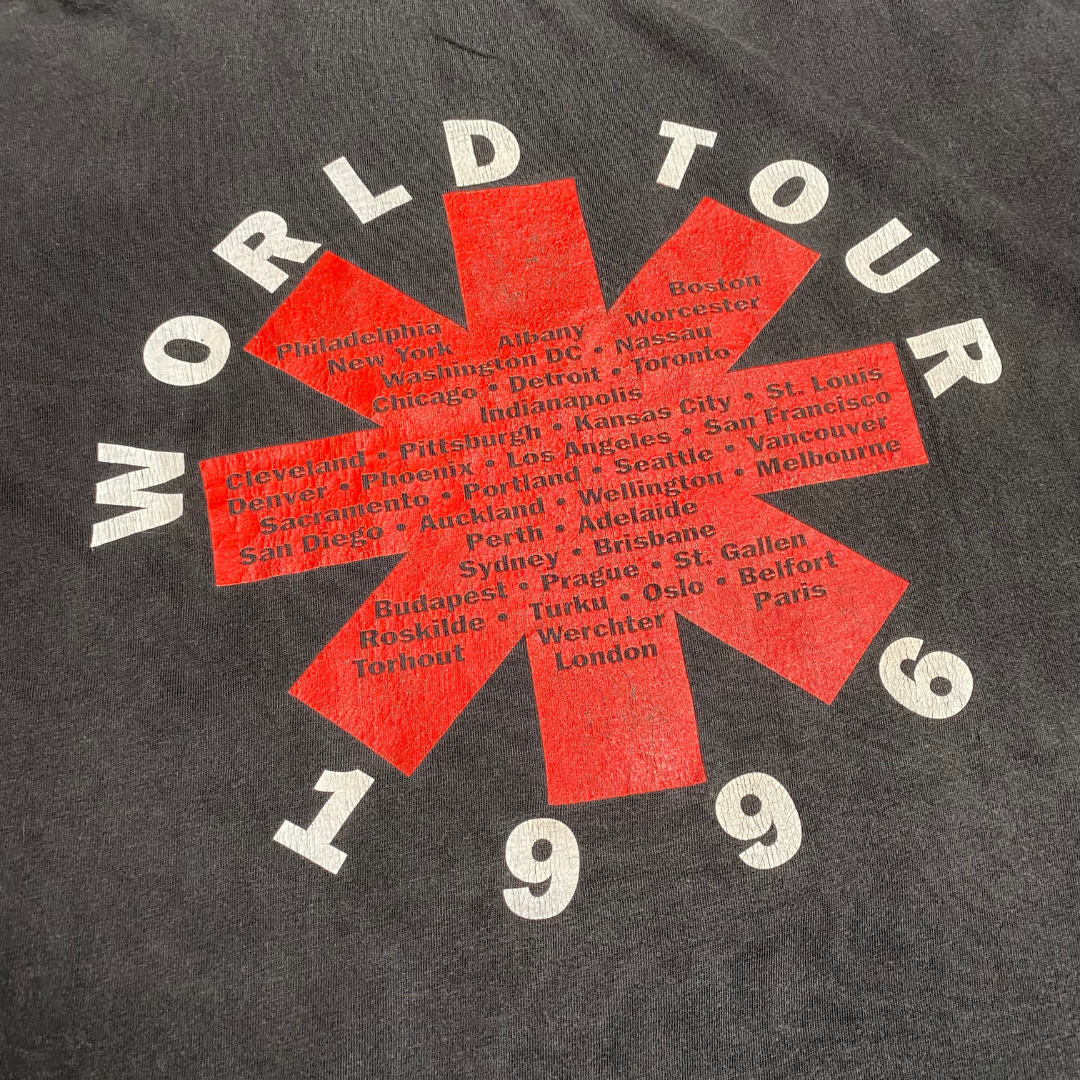 WORLD TOUR
Philadelphia Boston
New York Albany Worcester
Washington DC • Nassau
Chicago • Detroit • Toronto
Indianapolis
Cleveland • Pittsburgh • Kansas City • St. Louis
Denver • Phoenix • Los Angeles • San Francisco
Sacramento • Portland • Seattle • Vancouver
San Diego • Auckland • Wellington • Melbourne
Perth • Adelaide
Sydney • Brisbane
Budapest • Prague • St. Gallen
Roskilde • Turku • Oslo • Belfort
Torhout Werchter Paris
London
1996